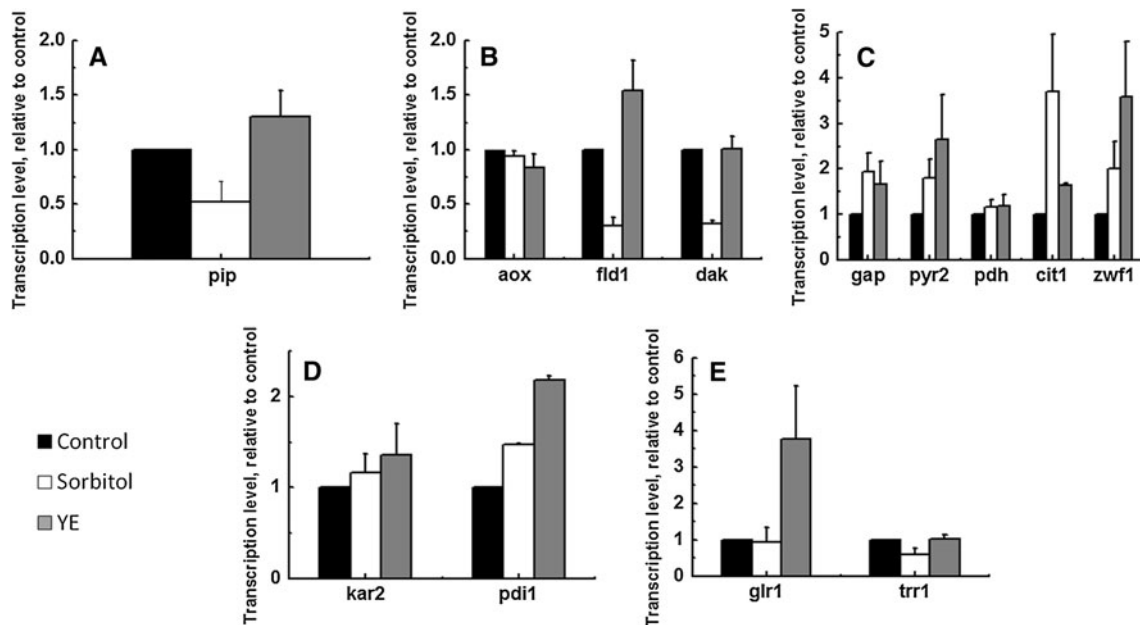 Transcription level, relative to control
2.0
1.5
1.0
0.5
0.0
A
pip
Transcription level, relative to control
2.0
1.5
1.0
0.5
0.0
B
aox fld1 dak
Transcription level, relative to control
5
4
3
2
1
0
C
gap pyr2 pdh cit1 zwf1
Control
Sorbitol
YE
Transcription level, relative to control
2
1
0
D
kar2 pdi1
Transcription level, relative to control
6
5
4
3
2
1
0
E
glr1 trr1